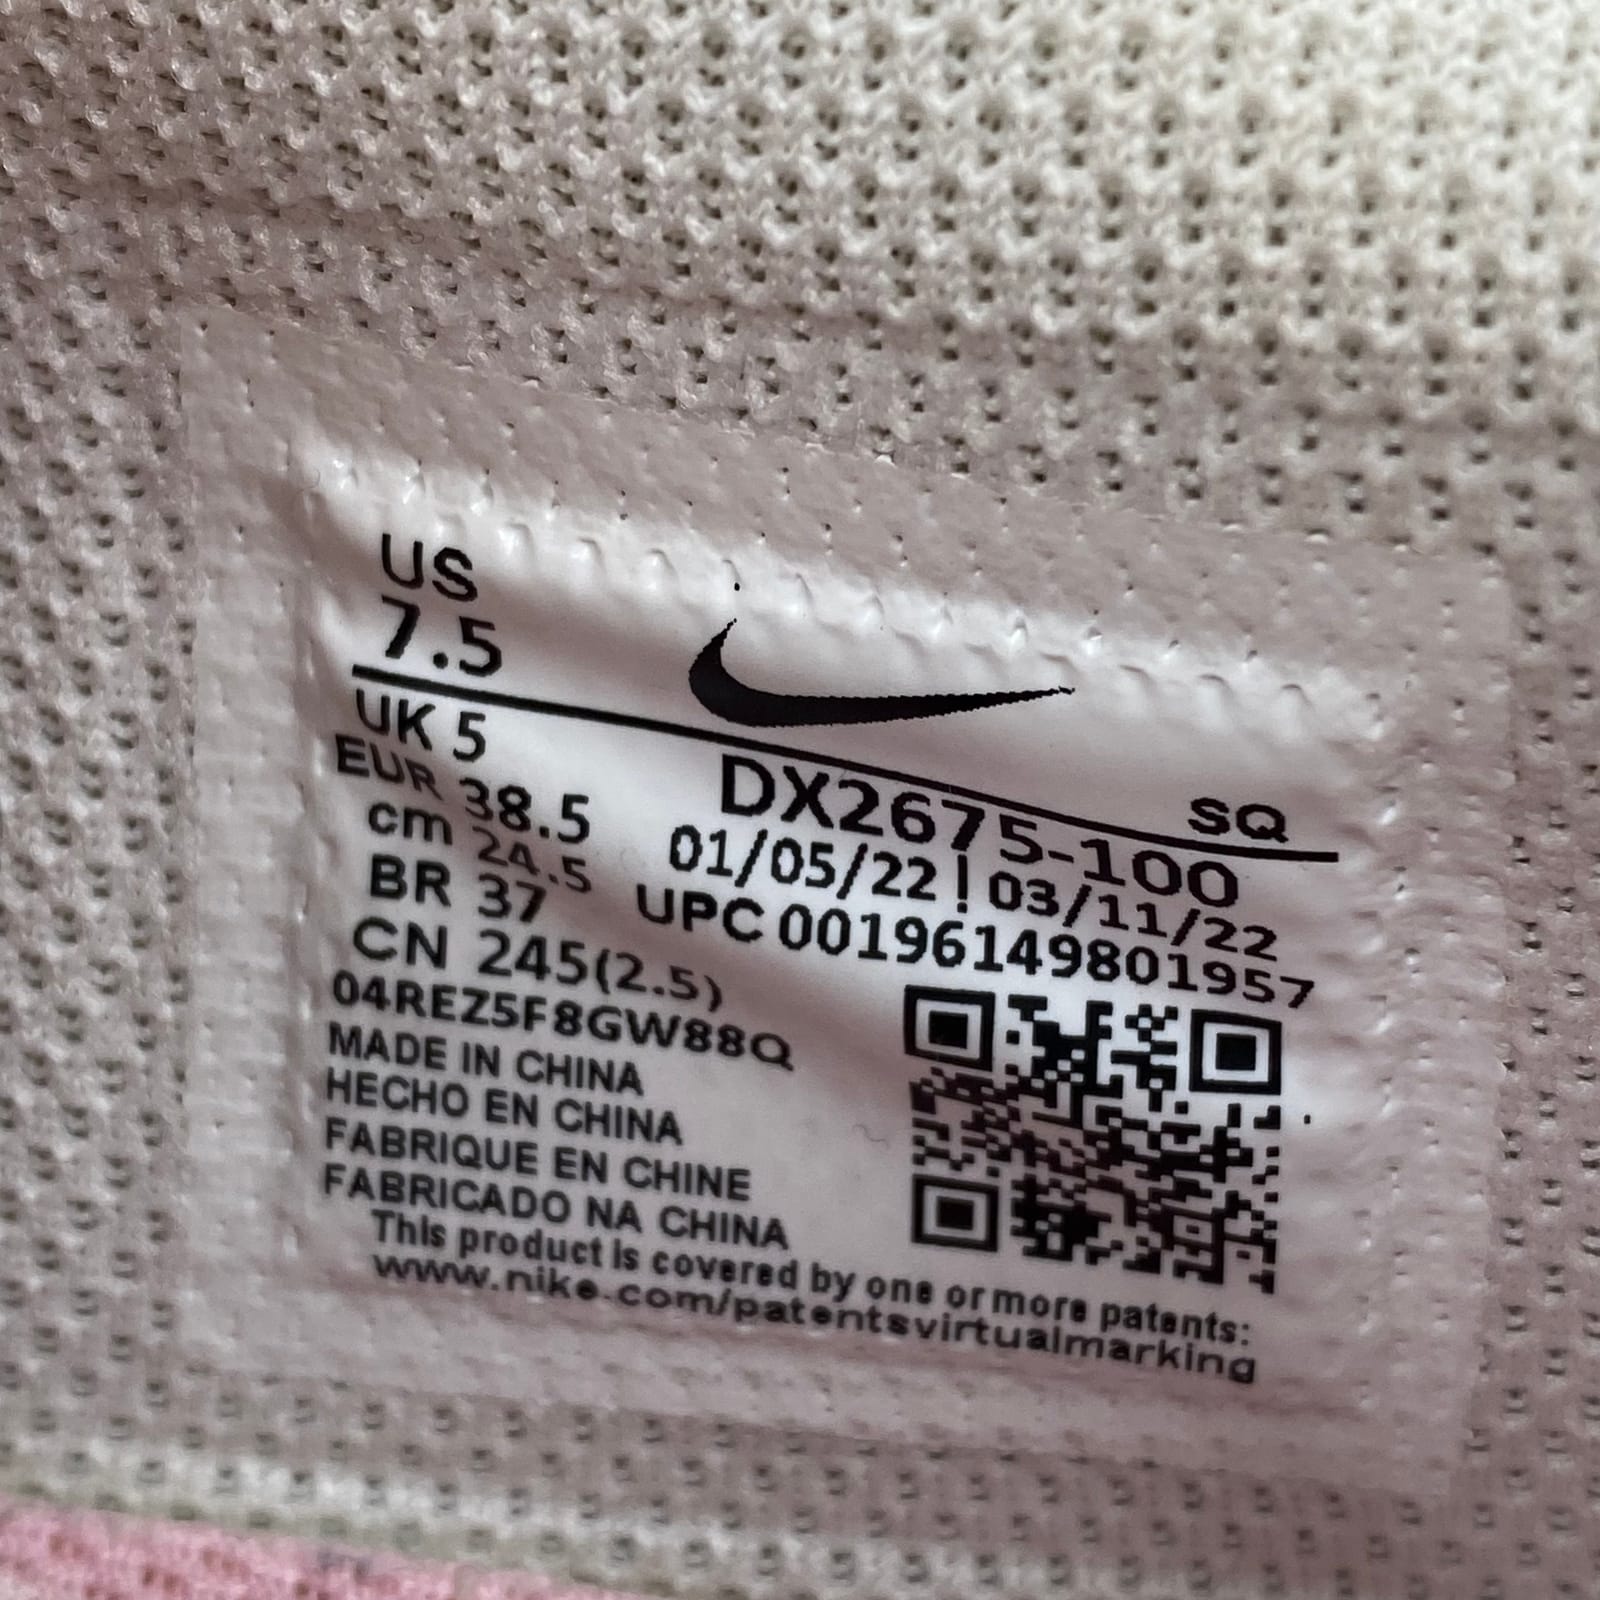 US
7.5
SQ
UK 5
EUR 38.5
cm 24.5
BR 37
CN 245(2.5)
DX2675-100
01/05/22 | 03/11/22
UPC 00196149801957
04REZ5F8GW88Q
MADE IN CHINA
HECHO EN CHINA
FABRIQUE EN CHINE
FABRICADO NA CHINA
This product is covered by one or more patents:
www.nike.com/patentsvirtualmarking